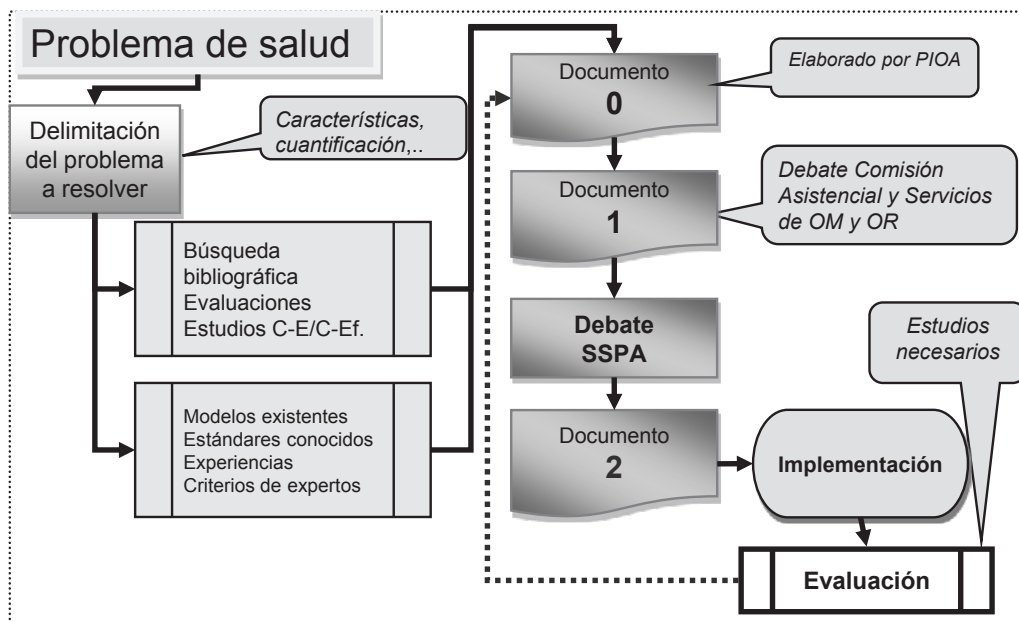 Problema de salud
Delimitación
del problema
a resolver
Características,
cuantificación,..
Búsqueda
bibliográfica
Evaluaciones
Estudios C-E/C-Ef.
Modelos existentes
Estándares conocidos
Experiencias
Criterios de expertos
Documento
0
Elaborado por PIOA
Documento
1
Debate Comisión
Asistencial y Servicios
de OM y OR
Debate
SSPA
Documento
2
Implementación
Estudios
necesarios
Evaluación